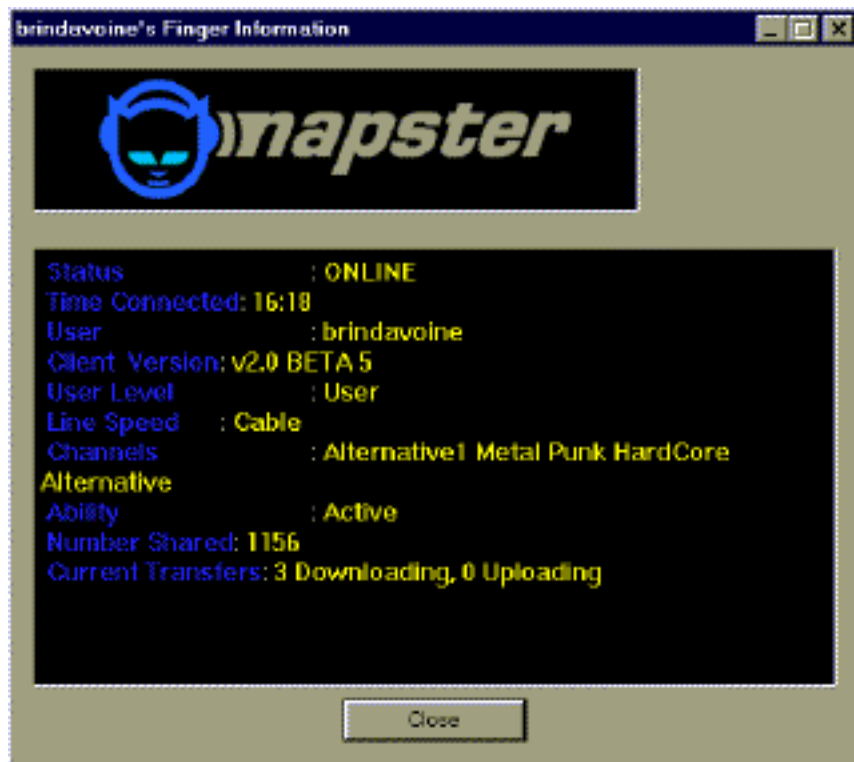 brindavoine's Finger Information
napster
Status : ONLINE
Time Connected: 16:18
User : brindavoine
Client Version: v2.0 BETA 5
User Level : User
Line Speed : Cable
Channels : Alternative1 Metal Punk HardCore
Alternative
Ability : Active
Number Shared: 1156
Current Transfers: 3 Downloading, 0 Uploading
Close